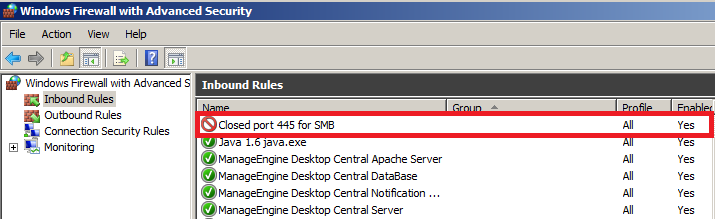 Windows Firewall with Advanced Security
File Action View Help
Windows Firewall with Advanced S
Inbound Rules
Outbound Rules
Connection Security Rules
Monitoring
Inbound Rules
Name Group Profile Enabled
Closed port 445 for SMB All Yes
Java 1.6 java.exe All Yes
ManageEngine Desktop Central Apache Server All Yes
ManageEngine Desktop Central DataBase All Yes
ManageEngine Desktop Central Notification ... All Yes
ManageEngine Desktop Central Server All Yes